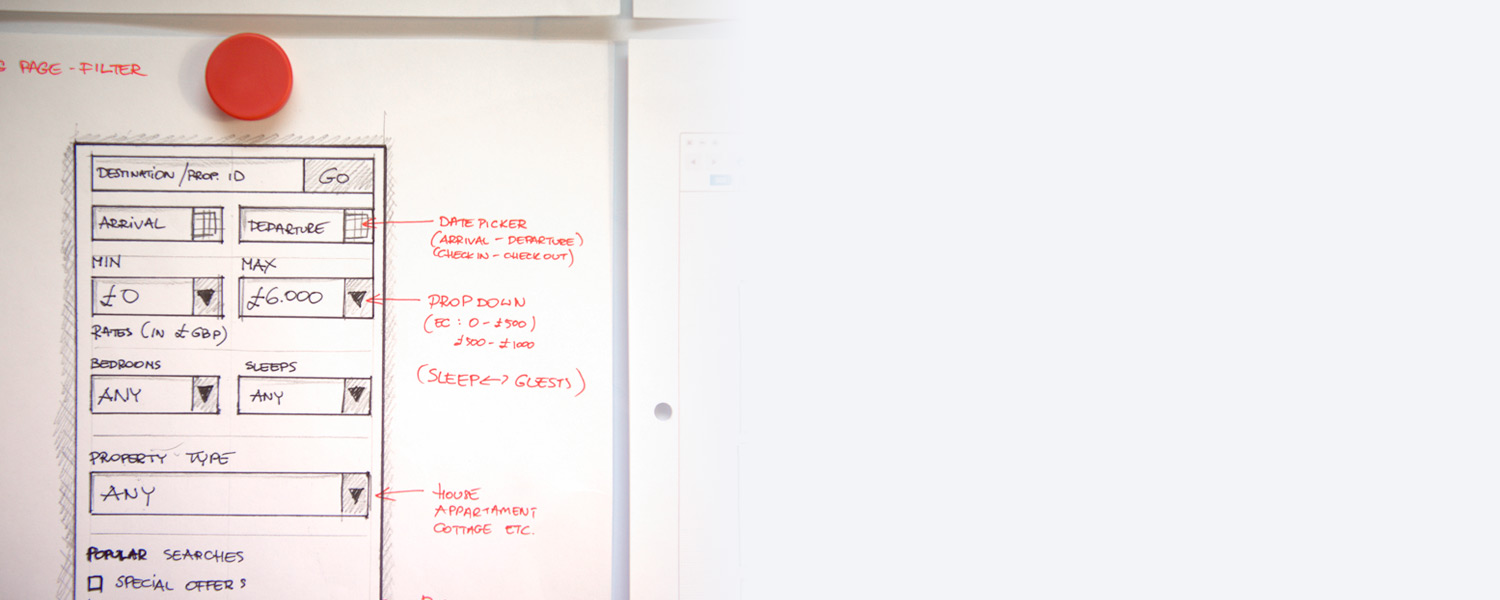 PAGE - FILTER
DESTINATION / PROP. ID GO
ARRIVAL DEPARTURE
DATE PICKER
(ARRIVAL - DEPARTURE)
(CHECK IN - CHECK OUT)
MIN MAX
£0 £6.000
DROP DOWN
(EC : 0 - £500)
£500 - £1000
RATES (IN £ GBP)
BEDROOMS SLEEPS
(SLEEP <-> GUESTS)
ANY ANY
PROPERTY TYPE
ANY
HOUSE
APPARTAMENT
COTTAGE ETC.
POPULAR SEARCHES
SPECIAL OFFERS